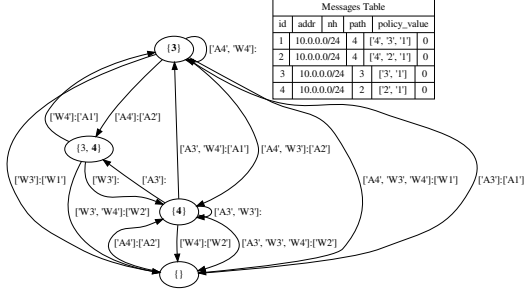 Messages Table
id addr nh path policy_value
1 10.0.0.0/24 4 ['4', '3', '1'] 0
2 10.0.0.0/24 4 ['4', '2', '1'] 0
3 10.0.0.0/24 3 ['3', '1'] 0
4 10.0.0.0/24 2 ['2', '1'] 0
{3}
['A4', 'W4']:
['W4']:['A1']
['A4']:['A2']
{3, 4}
['A3', 'W4']:['A1']
['A4', 'W3']:['A2']
['W3']:['W1']
['W3']:
['A3']:
['A4', 'W3', 'W4']:['W1']
['A3']:['A1']
['W3', 'W4']:['W2']
{4}
['A3', 'W3']:
['A4']:['A2']
['W4']:['W2']
['A3', 'W3', 'W4']:['W2']
{}